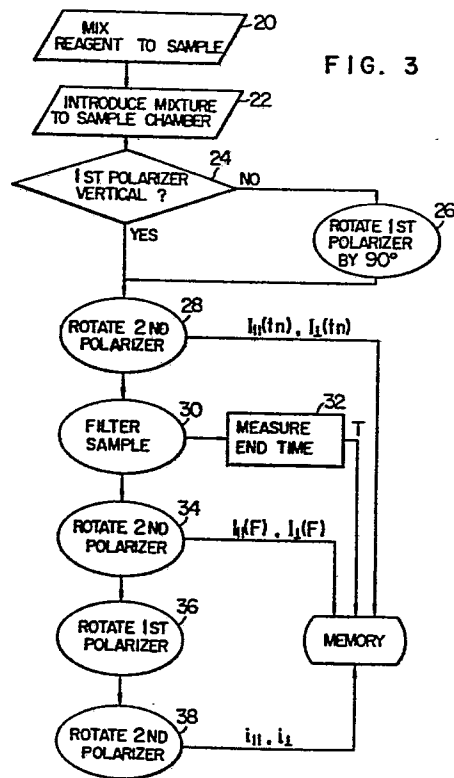 MIX
REAGENT TO SAMPLE
20
FIG. 3
INTRODUCE MIXTURE
TO SAMPLE CHAMBER
22
1ST POLARIZER
VERTICAL ?
24
NO
YES
ROTATE 1ST
POLARIZER
BY 90°
26
ROTATE 2ND
POLARIZER
28
I∥(tn), I⊥(tn)
FILTER
SAMPLE
30
MEASURE
END TIME
32
T
ROTATE 2ND
POLARIZER
34
I∥(F), I⊥(F)
ROTATE 1ST
POLARIZER
36
MEMORY
ROTATE 2ND
POLARIZER
38
i∥, i⊥